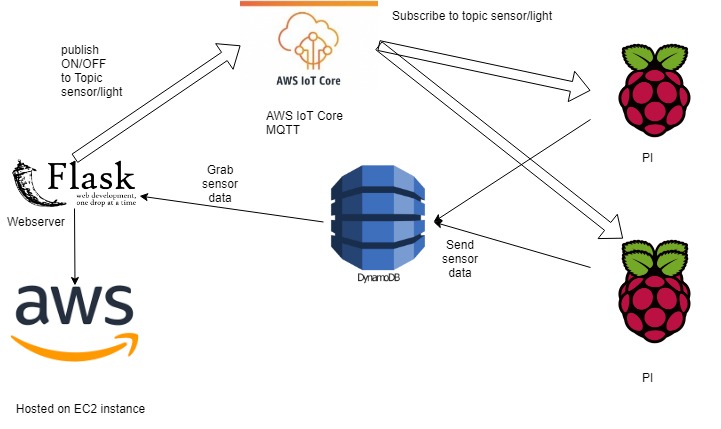 Subscribe to topic sensor/light
publish
ON/OFF
to Topic
sensor/light
AWS IoT Core
AWS IoT Core
MQTT
PI
Flask
web development,
one drop at a time
Webserver
Grab
sensor
data
Send
sensor
data
DynamoDB
aws
PI
Hosted on EC2 instance